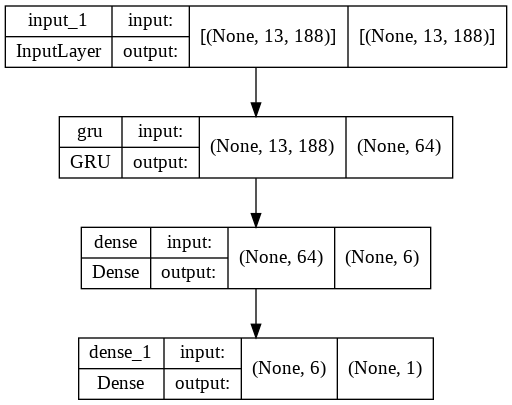 input_1 input: [(None, 13, 188)] [(None, 13, 188)]
InputLayer output:
gru input: (None, 13, 188) (None, 64)
GRU output:
dense input: (None, 64) (None, 6)
Dense output:
dense_1 input: (None, 6) (None, 1)
Dense output: